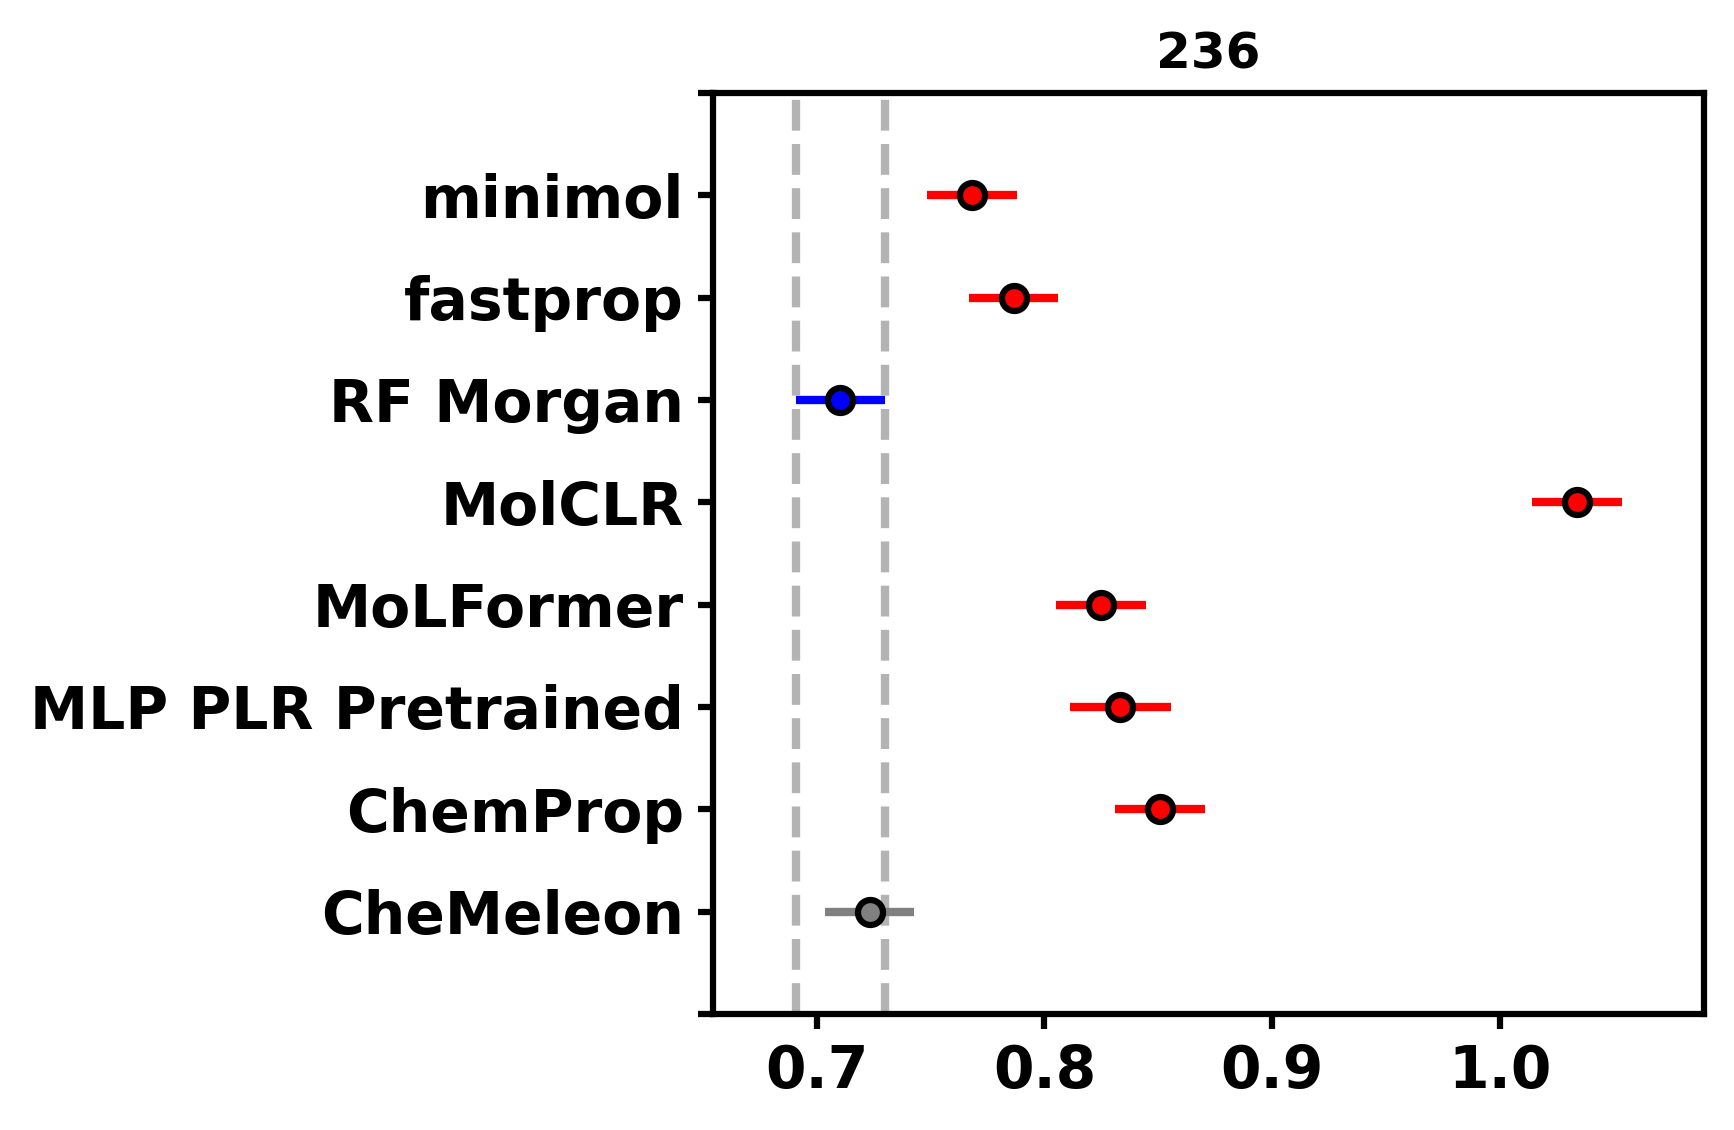 236
minimol
fastprop
RF Morgan
MolCLR
MoLFormer
MLP PLR Pretrained
ChemProp
CheMeleon
0.7 0.8 0.9 1.0